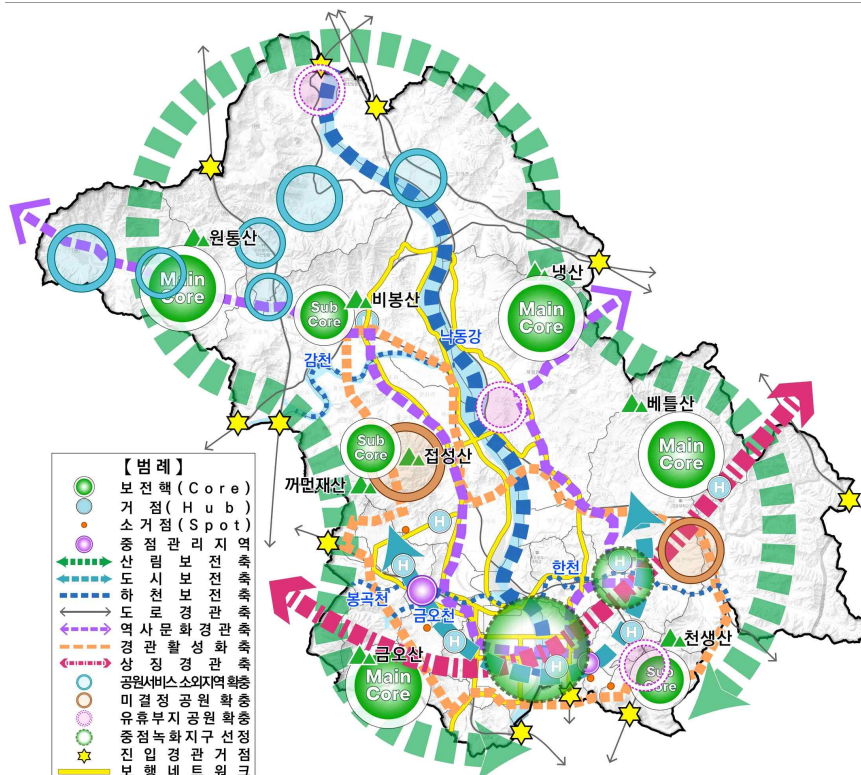 원통산
Main
Core
Sub
Core
비봉산
냉산
Main
Core
낙동강
감천
베틀산
Main
Core
Sub
Core
접성산
꺼먼재산
H
H
H
H
한천
봉곡천
금오천
H
H
H
금오산
Main
Core
천생산
Sub
Core
【 범 례 】
보전핵(Core)
거 점(Hub)
소거점(Spot)
중점관리지역
산림보전축
도시보전축
하천보전축
도로경관축
역사문화경관축
경관활성화축
상징경관축
공원서비스 소외지역 확충
미결정 공원 확충
유휴부지공원 확충
중점녹화지구 선정
진입경관거점
보행네트워크